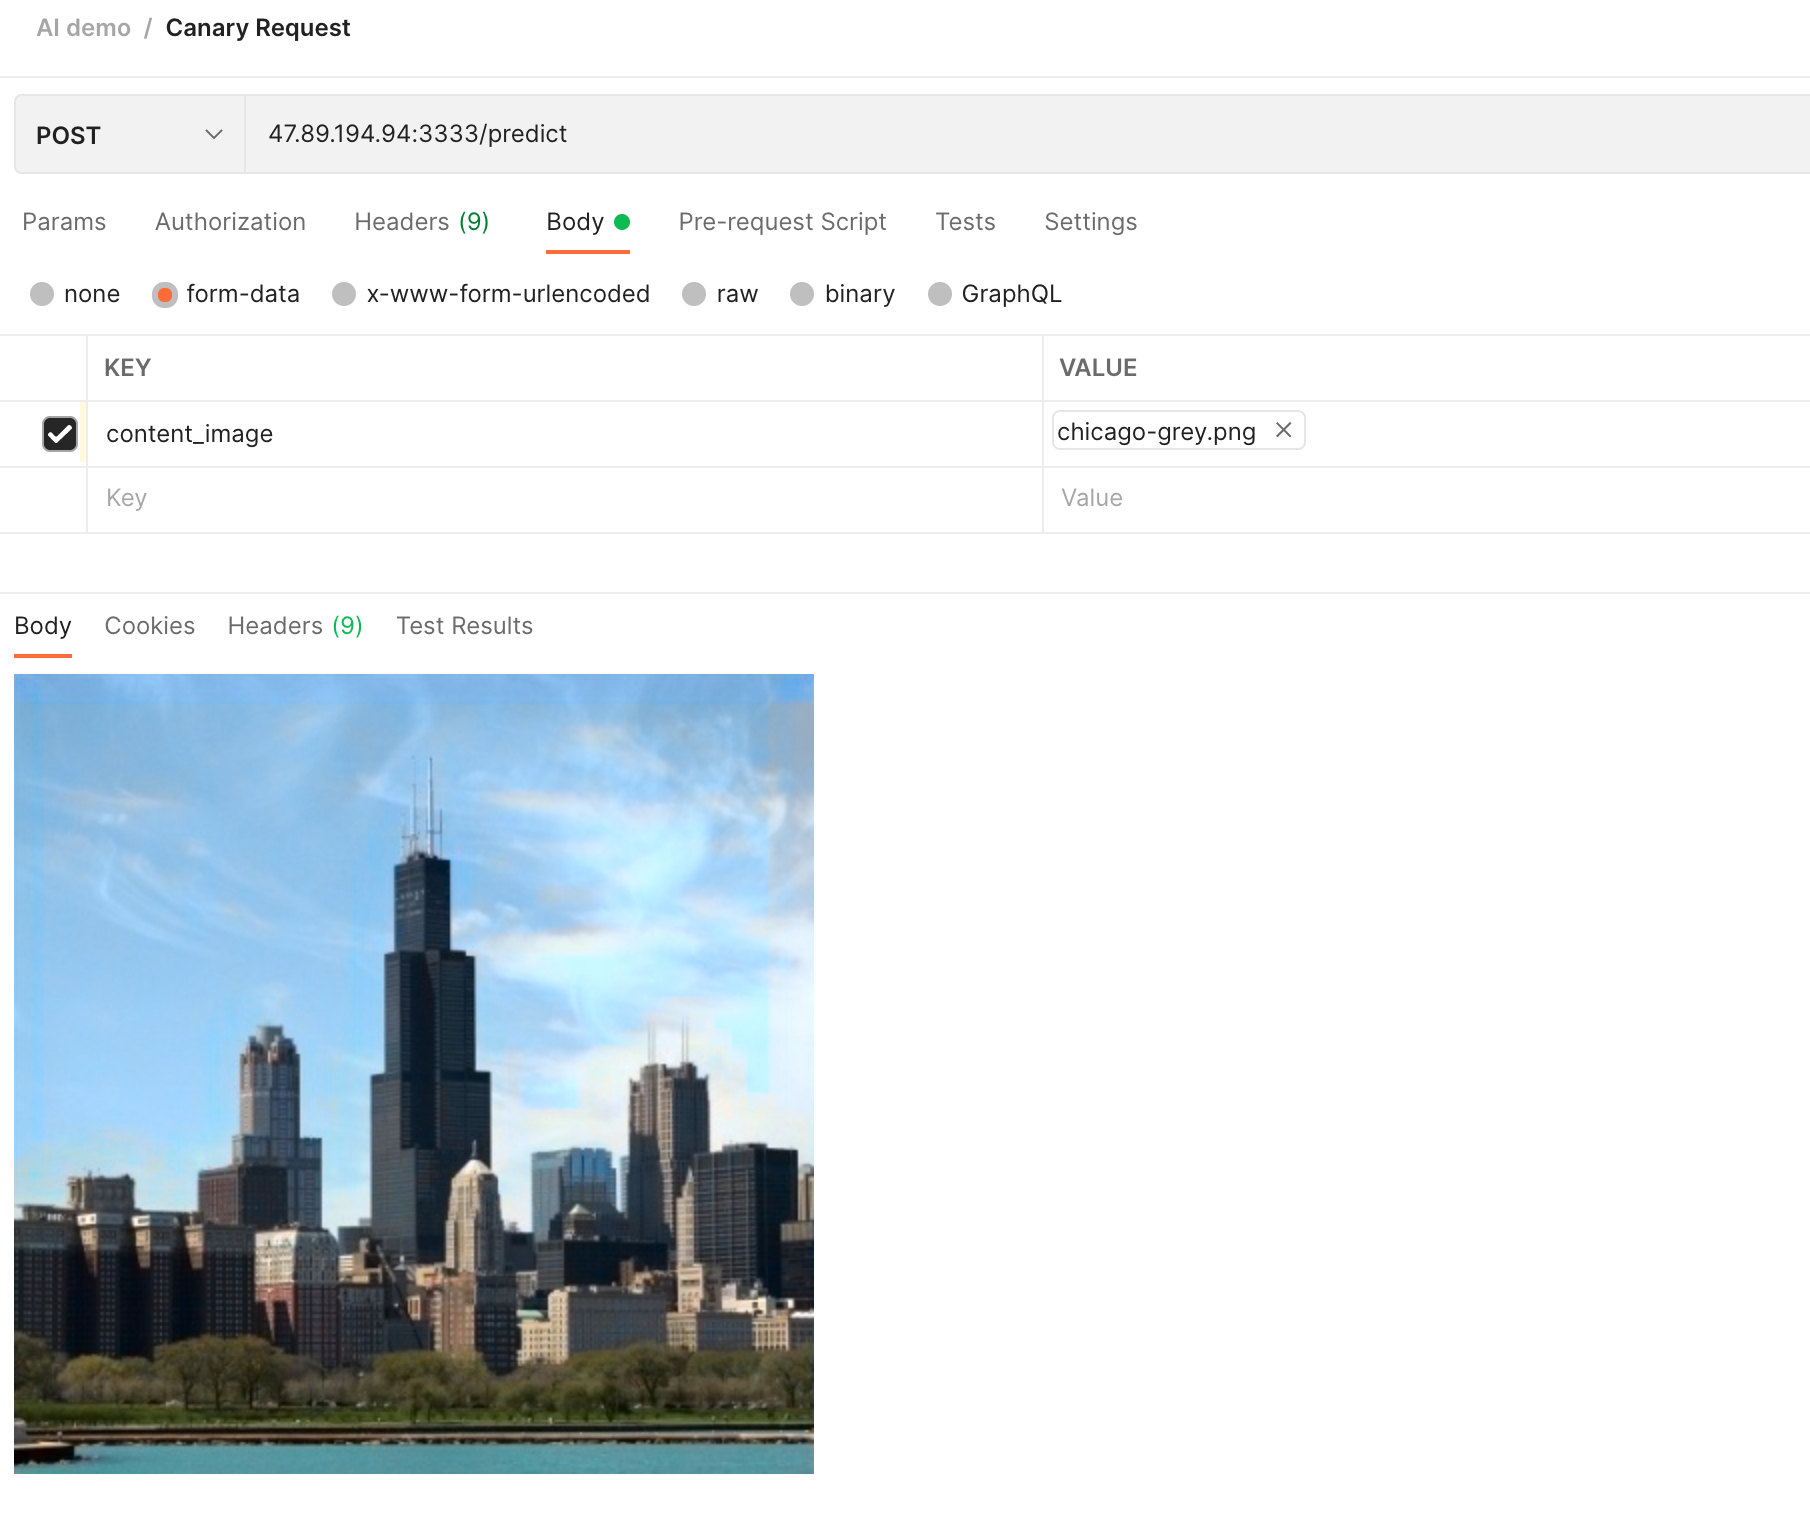 AI demo / Canary Request
POST 47.89.194.94:3333/predict
Params Authorization Headers (9) Body Pre-request Script Tests Settings
none form-data x-www-form-urlencoded raw binary GraphQL
KEY VALUE
content_image chicago-grey.png
Key Value
Body Cookies Headers (9) Test Results